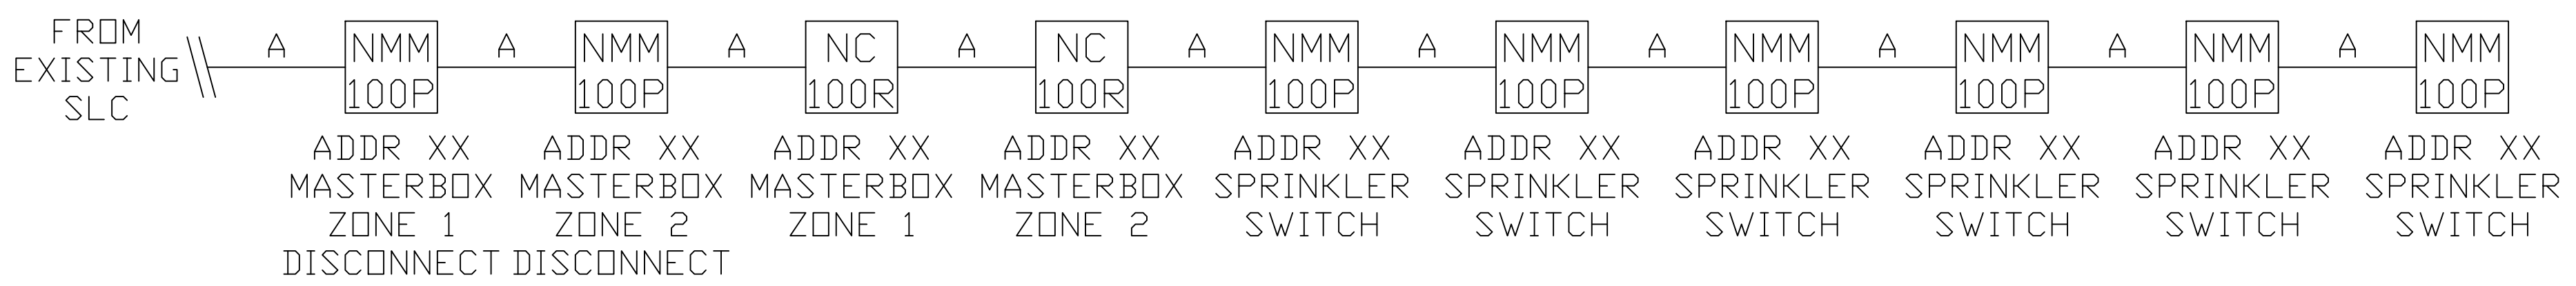 FROM
EXISTING
SLC
A
NMM
100P
ADDR XX
MASTERBOX
ZONE 1
DISCONNECT
A
NMM
100P
ADDR XX
MASTERBOX
ZONE 2
DISCONNECT
A
NC
100R
ADDR XX
MASTERBOX
ZONE 1
A
NC
100R
ADDR XX
MASTERBOX
ZONE 2
A
NMM
100P
ADDR XX
SPRINKLER
SWITCH
A
NMM
100P
ADDR XX
SPRINKLER
SWITCH
A
NMM
100P
ADDR XX
SPRINKLER
SWITCH
A
NMM
100P
ADDR XX
SPRINKLER
SWITCH
A
NMM
100P
ADDR XX
SPRINKLER
SWITCH
A
NMM
100P
ADDR XX
SPRINKLER
SWITCH